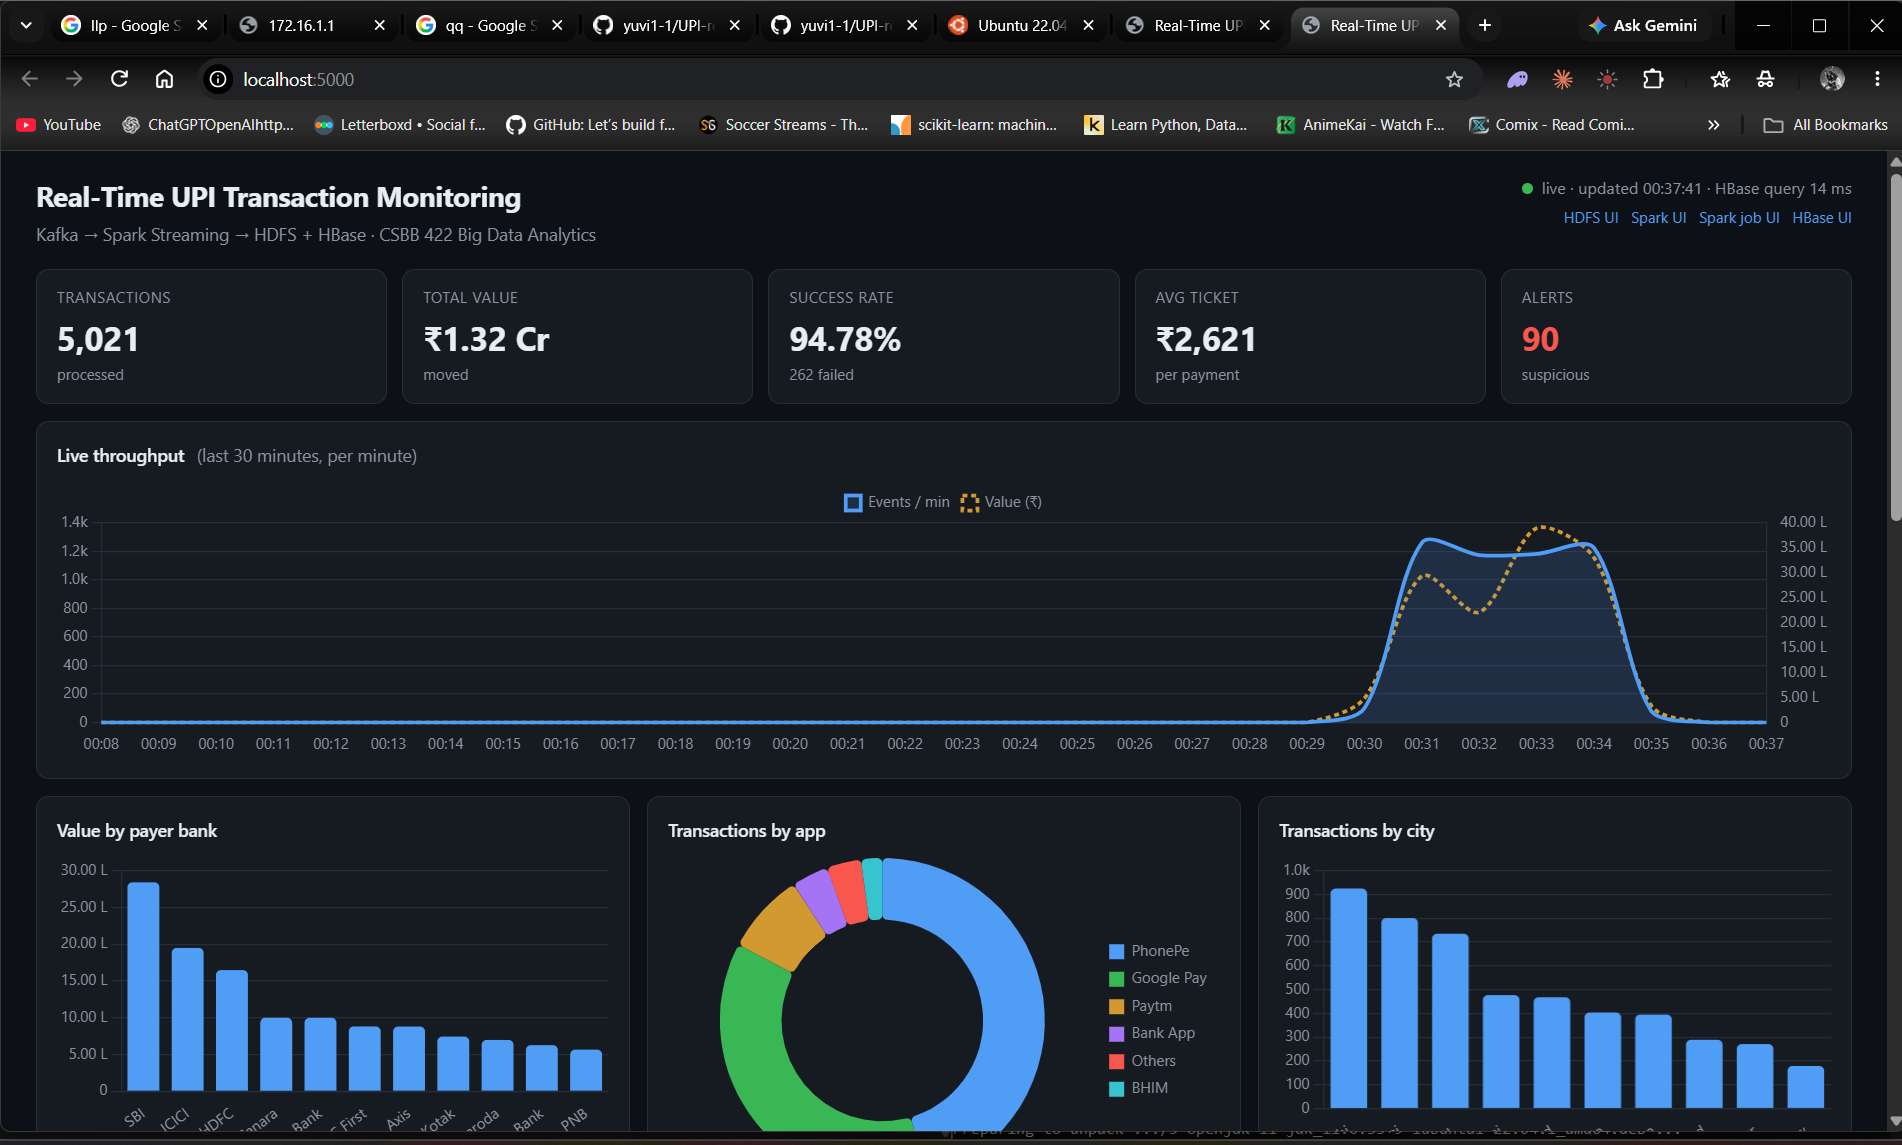 llp - Google S
172.16.1.1
qq - Google S
yuvi1-1/UPI-r
yuvi1-1/UPI-r
Ubuntu 22.04
Real-Time UP
Real-Time UP
Ask Gemini
localhost:5000
YouTube
ChatGPTOpenAIhttp...
Letterboxd • Social f...
GitHub: Let's build f...
Soccer Streams - Th...
scikit-learn: machin...
Learn Python, Data...
AnimeKai - Watch F...
Comix - Read Comi...
All Bookmarks
Real-Time UPI Transaction Monitoring
live · updated 00:37:41 · HBase query 14 ms
Kafka → Spark Streaming → HDFS + HBase · CSBB 422 Big Data Analytics
HDFS UI Spark UI Spark job UI HBase UI
TRANSACTIONS
5,021
processed
TOTAL VALUE
₹1.32 Cr
moved
SUCCESS RATE
94.78%
262 failed
AVG TICKET
₹2,621
per payment
ALERTS
90
suspicious
Live throughput (last 30 minutes, per minute)
Events / min Value (₹)
1.4k
1.2k
1.0k
800
600
400
200
0
40.00 L
35.00 L
30.00 L
25.00 L
20.00 L
15.00 L
10.00 L
5.00 L
0
00:08 00:09 00:10 00:11 00:12 00:13 00:14 00:15 00:16 00:17 00:18 00:19 00:20 00:21 00:22 00:23 00:24 00:25 00:26 00:27 00:28 00:29 00:30 00:31 00:32 00:33 00:34 00:35 00:36 00:37
Value by payer bank
30.00 L
25.00 L
20.00 L
15.00 L
10.00 L
5.00 L
0
SBI
ICICI
HDFC
anara
Bank
First
Axis
Kotak
roda
Bank
PNB
Transactions by app
PhonePe
Google Pay
Paytm
Bank App
Others
BHIM
Transactions by city
1.0k
900
800
700
600
500
400
300
200
100
0